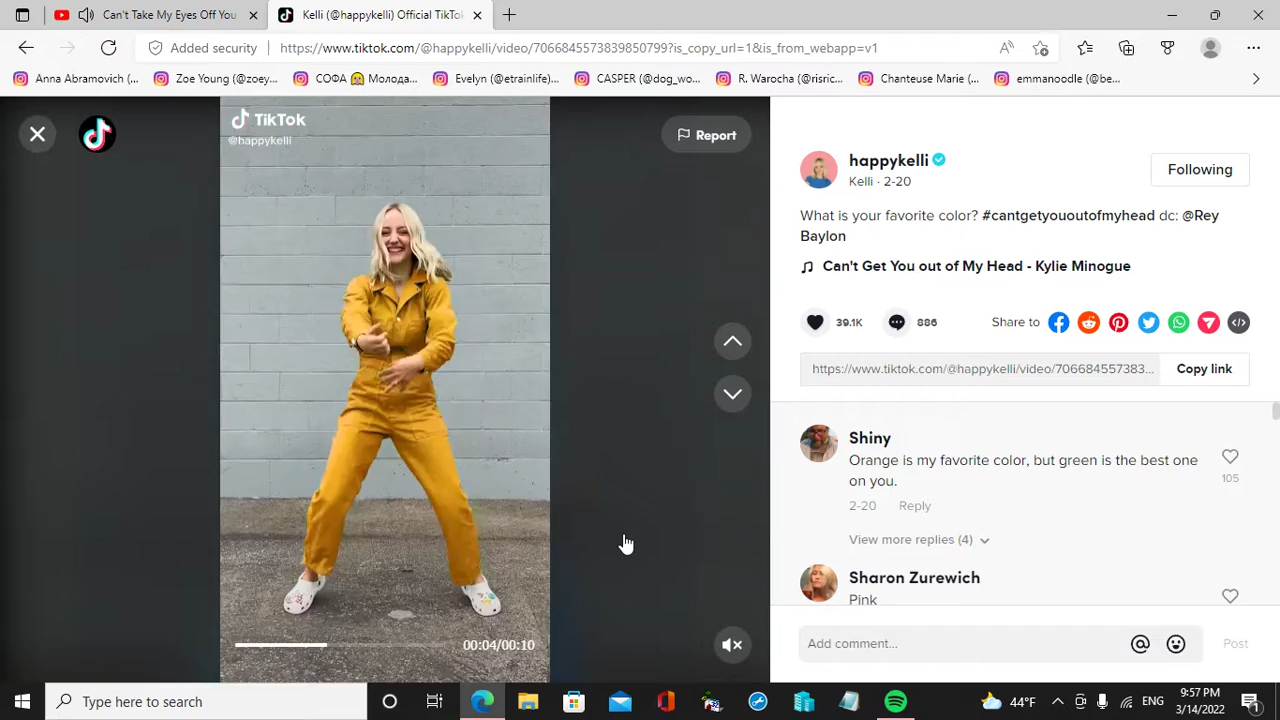 Can't Take My Eyes Off You
Kelli (@happykelli) Official TikTok
Added security
https://www.tiktok.com/@happykelli/video/7066845573839850799?is_copy_url=1&is_from_webapp=v1
Anna Abramovich (...
Zoe Young (@zoey...
СОФА Молода...
Evelyn (@etrainlife)...
CASPER (@dog_wo...
R. Warocha (@risric...
Chanteuse Marie (...
emmanoodle (@be...
TikTok
@happykelli
Report
happykelli
Kelli · 2-20
Following
What is your favorite color? #cantgetyououtofmyhead dc: @Rey
Baylon
Can't Get You out of My Head - Kylie Minogue
39.1K
886
Share to
https://www.tiktok.com/@happykelli/video/706684557383...
Copy link
Shiny
Orange is my favorite color, but green is the best one
on you.
105
2-20
Reply
View more replies (4)
Sharon Zurewich
Pink
00:04/00:10
Add comment...
Post
Type here to search
44°F
ENG
9:57 PM
3/14/2022
1